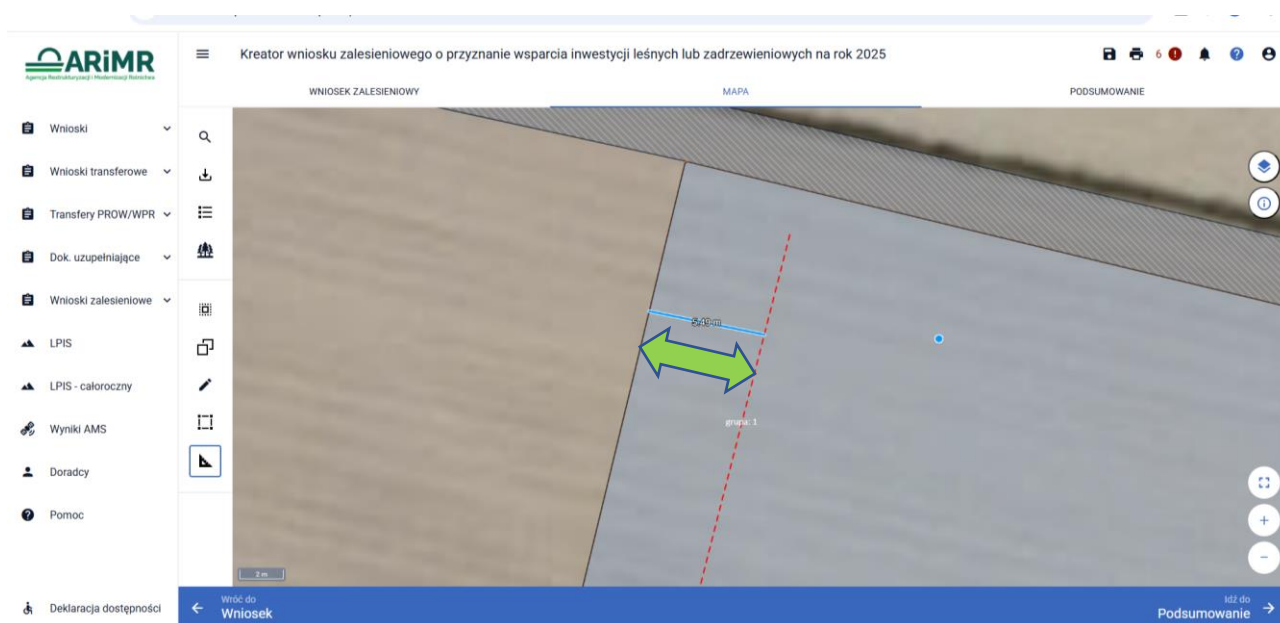 ARiMR
Agencja Restrukturyzacji i Modernizacji Rolnictwa
Kreator wniosku zalesieniowego o przyznanie wsparcia inwestycji leśnych lub zadrzewieniowych na rok 2025
6
WNIOSEK ZALESIENIOWY
MAPA
PODSUMOWANIE
Wnioski
Wnioski transferowe
Transfery PROW/WPR
Dok. uzupełniające
Wnioski zalesieniowe
LPIS
LPIS - całoroczny
Wyniki AMS
Doradcy
Pomoc
Deklaracja dostępności
5.49 m
grupa: 1
2 m
Wróć do
Wniosek
Idź do
Podsumowanie